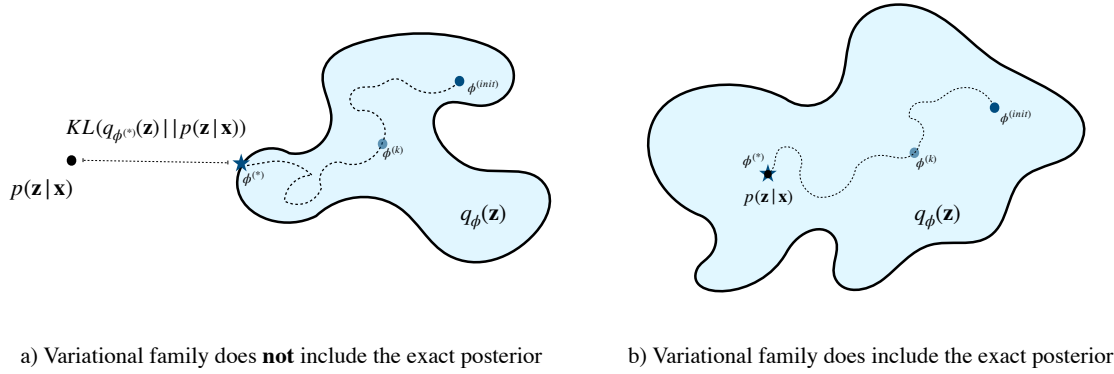 KL(q_ϕ^(*)(z)||p(z|x))
p(z|x)
ϕ^(*)
ϕ^(k)
ϕ^(init)
q_ϕ(z)
a) Variational family does not include the exact posterior
ϕ^(init)
ϕ^(k)
ϕ^(*)
p(z|x)
q_ϕ(z)
b) Variational family does include the exact posterior